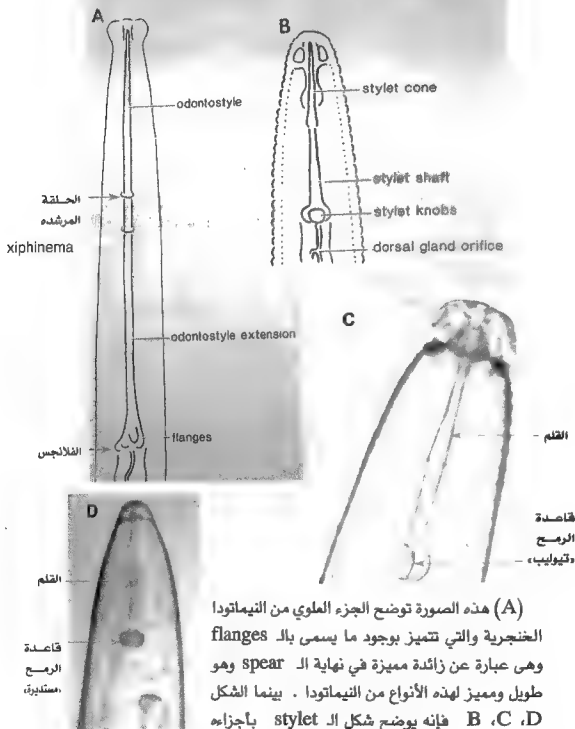 A
odontostyle
الحلقة
المرشده
xiphinema
odontostyle extension
flanges
الفلانجس
B
stylet cone
stylet shaft
stylet knobs
dorsal gland orifice
C
القلم
قاعدة
الرمح
«تيوليب»
D
القلم
قاعدة
الرمح
«مستديرة»
(A) هذه الصورة توضح الجزء العلوي من النيماتودا
الخنجرية والتي تتميز بوجود ما يسمى بالـ flanges
وهى عبارة عن زائدة مميزة في نهاية الـ spear وهو
طويل ومميز لهذه الأنواع من النيماتودا . بينما الشكل
B ،C ،D فإنه يوضح شكل الـ stylet بأجزاءه